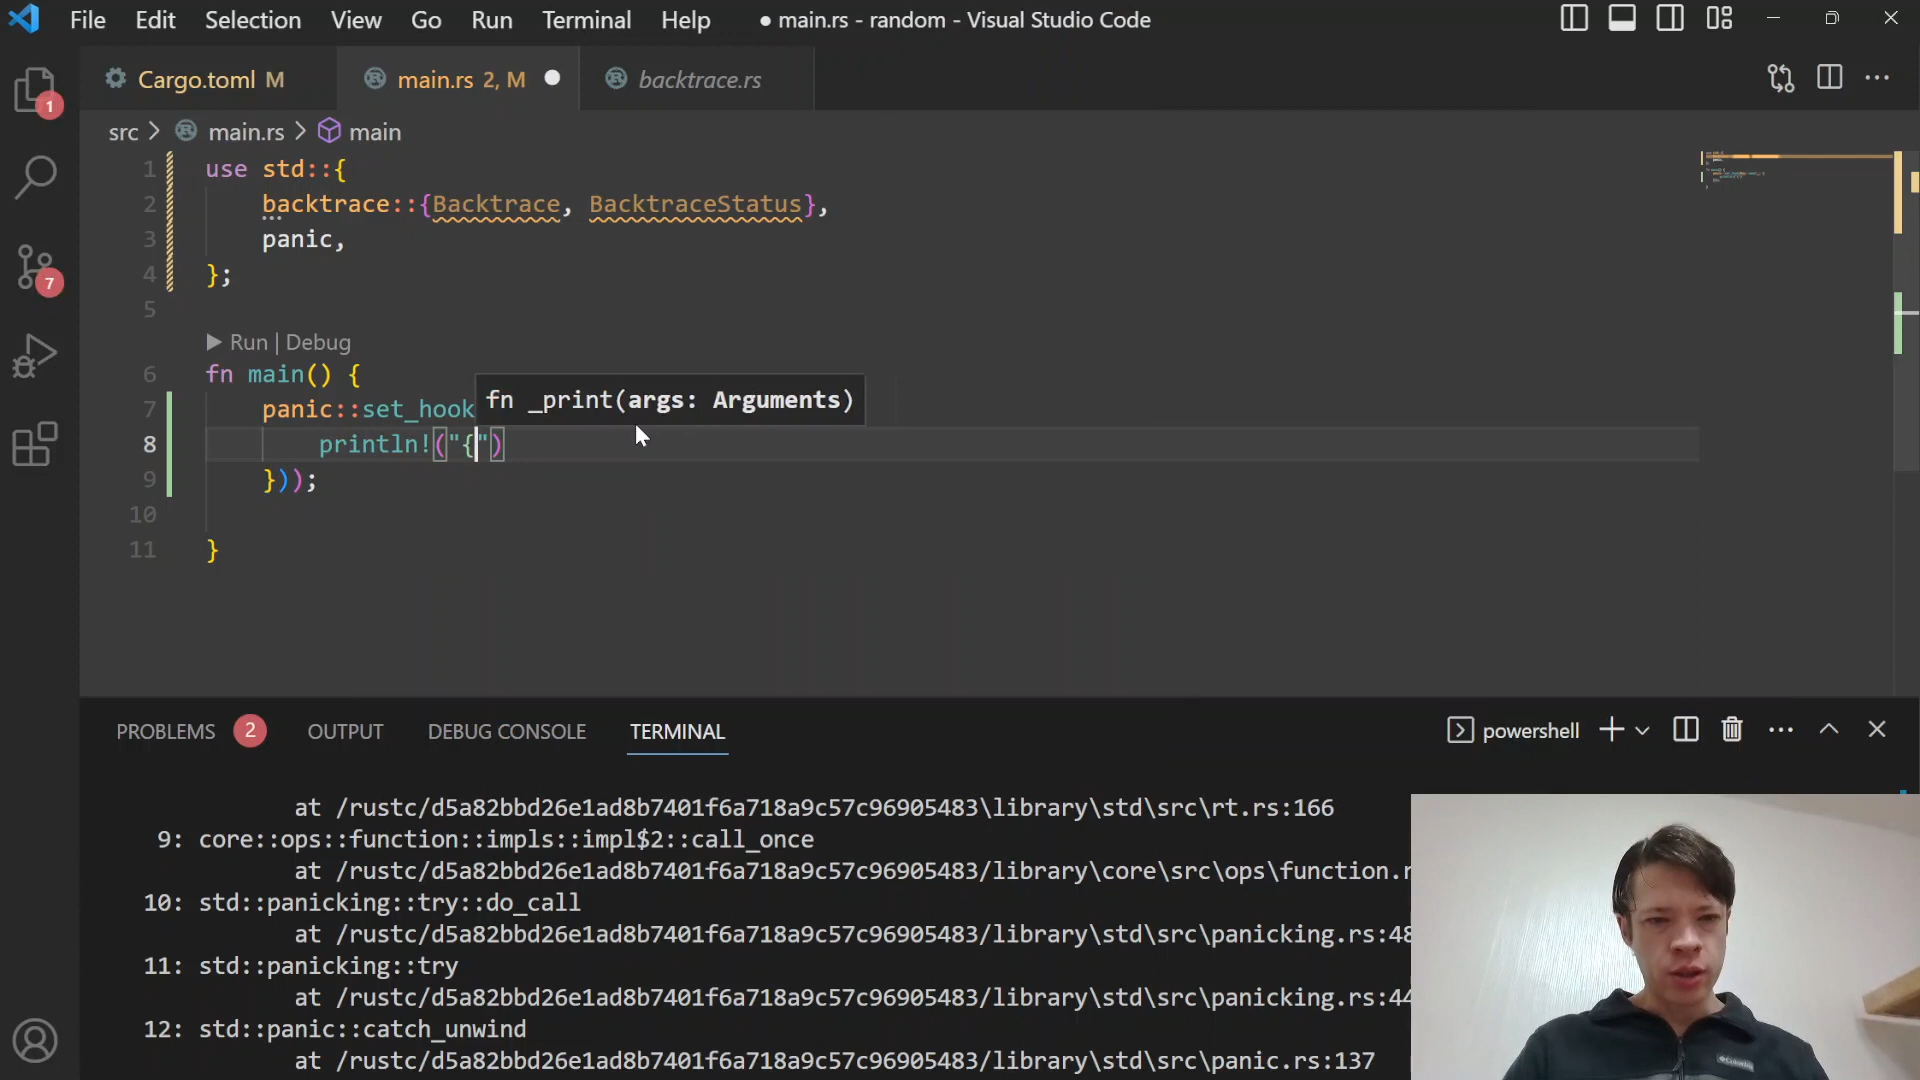 File Edit Selection View Go Run Terminal Help ● main.rs - random - Visual Studio Code
Cargo.toml M main.rs 2, M backtrace.rs
src > main.rs > main
1 use std::{
2 backtrace::{Backtrace, BacktraceStatus},
3 panic,
4 };
5
Run | Debug
6 fn main() {
fn _print(args: Arguments)
7 panic::set_hook
8 println!("{")
9 }));
10
11 }
1
7
PROBLEMS 2 OUTPUT DEBUG CONSOLE TERMINAL powershell
at /rustc/d5a82bbd26e1ad8b7401f6a718a9c57c96905483\library\std\src\rt.rs:166
9: core::ops::function::impls::impl$2::call_once
at /rustc/d5a82bbd26e1ad8b7401f6a718a9c57c96905483/library\core\src\ops\function.r
10: std::panicking::try::do_call
at /rustc/d5a82bbd26e1ad8b7401f6a718a9c57c96905483/library\std\src\panicking.rs:48
11: std::panicking::try
at /rustc/d5a82bbd26e1ad8b7401f6a718a9c57c96905483/library\std\src\panicking.rs:44
12: std::panic::catch_unwind
at /rustc/d5a82bbd26e1ad8b7401f6a718a9c57c96905483/library\std\src\panic.rs:137
Columbia